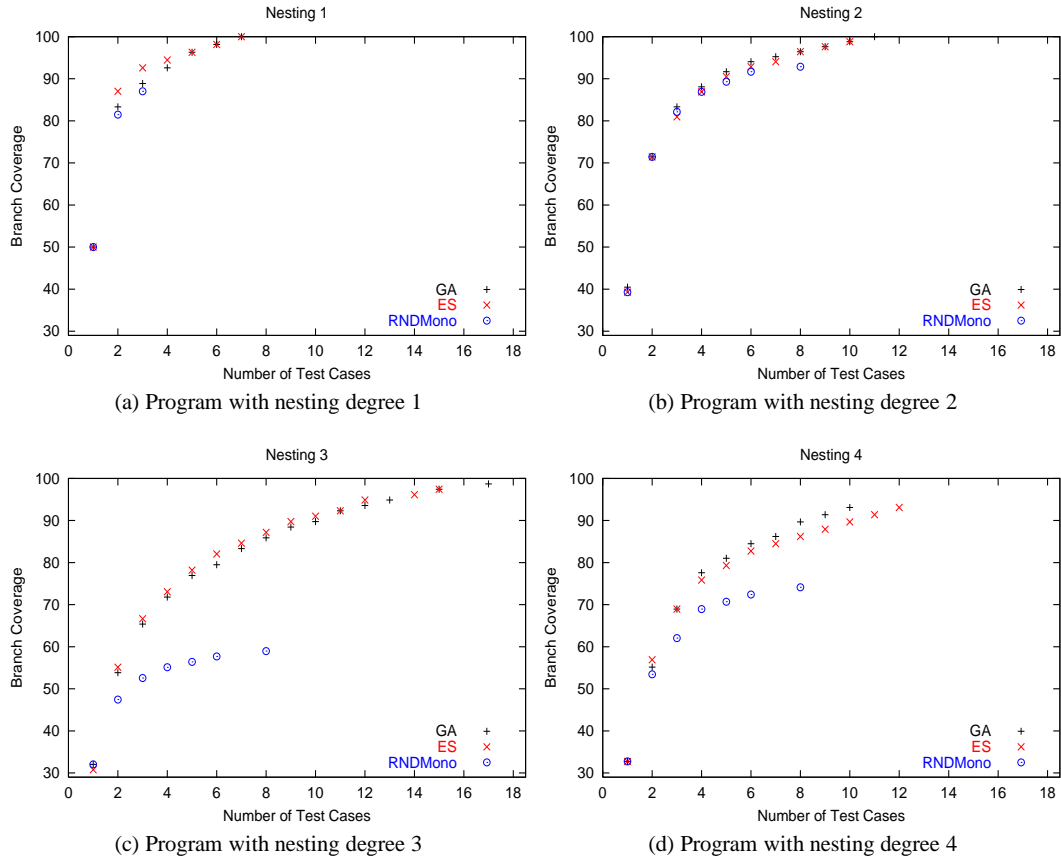 Nesting 1
100
90
80
70
60
50
40
30
Branch Coverage
GA
ES
RNDMono
0 2 4 6 8 10 12 14 16 18
Number of Test Cases
(a) Program with nesting degree 1
Nesting 2
100
90
80
70
60
50
40
30
Branch Coverage
GA
ES
RNDMono
0 2 4 6 8 10 12 14 16 18
Number of Test Cases
(b) Program with nesting degree 2
Nesting 3
100
90
80
70
60
50
40
30
Branch Coverage
GA
ES
RNDMono
0 2 4 6 8 10 12 14 16 18
Number of Test Cases
(c) Program with nesting degree 3
Nesting 4
100
90
80
70
60
50
40
30
Branch Coverage
GA
ES
RNDMono
0 2 4 6 8 10 12 14 16 18
Number of Test Cases
(d) Program with nesting degree 4